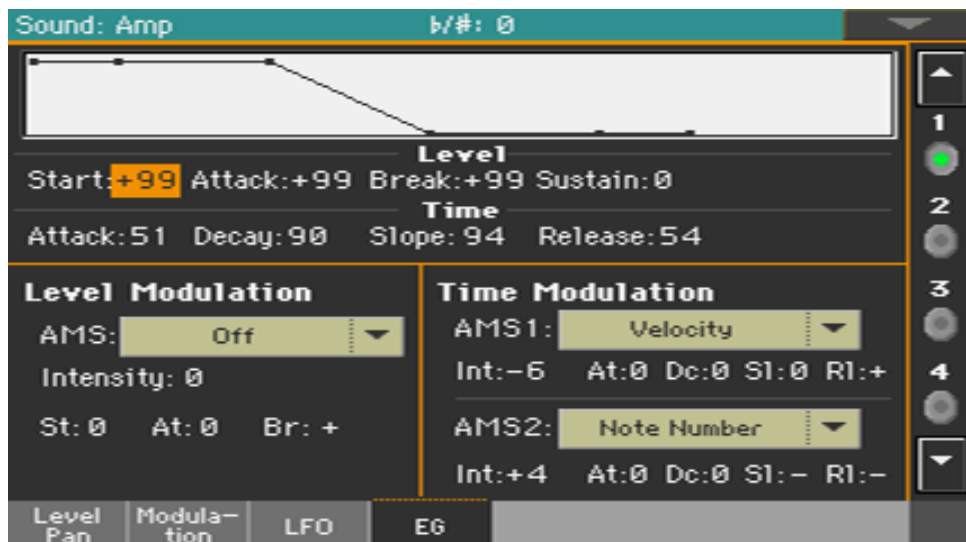 Sound: Amp ♭/#: 0
Level
Start:+99 Attack:+99 Break:+99 Sustain:0
Time
Attack:51 Decay:90 Slope:94 Release:54
1
2
3
4
Level Modulation
AMS: Off
Intensity: 0
St:0 At:0 Br: +
Time Modulation
AMS1: Velocity
Int:-6 At:0 Dc:0 Sl:0 Rl:+
AMS2: Note Number
Int:+4 At:0 Dc:0 Sl:- Rl:-
Level Pan
Modula-tion
LFO
EG